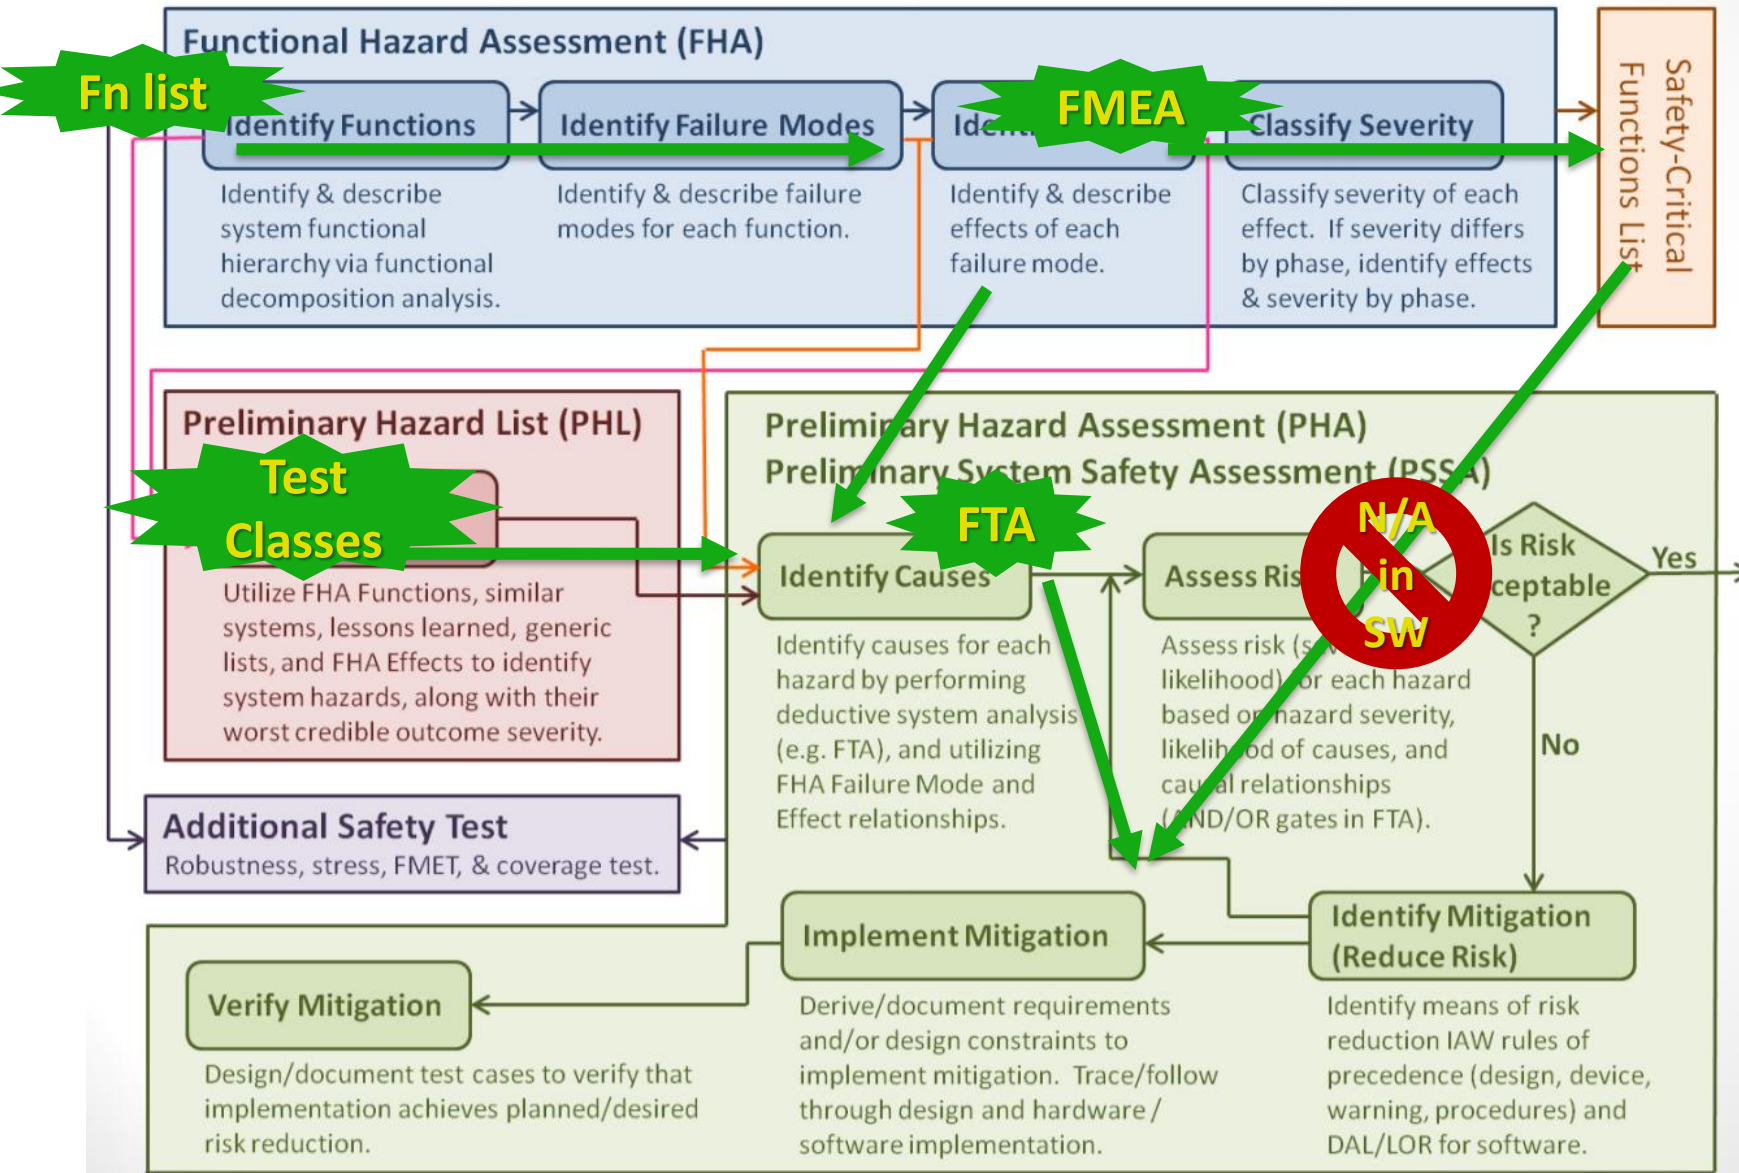 Functional Hazard Assessment (FHA)
Fn list
Identify Functions
Identify & describe
system functional
hierarchy via functional
decomposition analysis.
Identify Failure Modes
Identify & describe failure
modes for each function.
FMEA
Identify & describe
effects of each
failure mode.
Classify Severity
Classify severity of each
effect. If severity differs
by phase, identify effects
& severity by phase.
Safety-Critical
Functions List
Preliminary Hazard List (PHL)
Test
Classes
Utilize FHA Functions, similar
systems, lessons learned, generic
lists, and FHA Effects to identify
system hazards, along with their
worst credible outcome severity.
Additional Safety Test
Robustness, stress, FMET, & coverage test.
Preliminary Hazard Assessment (PHA)
Preliminary System Safety Assessment (PSSA)
FTA
Identify Causes
Identify causes for each
hazard by performing
deductive system analysis
(e.g. FTA), and utilizing
FHA Failure Mode and
Effect relationships.
Assess
Assess risk
likelihood) for each hazard
based on hazard severity,
likelihood of causes, and
causal relationships
(AND/OR gates in FTA).
N/A
in
SW
Is Risk
?
Yes
No
Identify Mitigation
(Reduce Risk)
Identify means of risk
reduction IAW rules of
precedence (design, device,
warning, procedures) and
DAL/LOR for software.
Implement Mitigation
Derive/document requirements
and/or design constraints to
implement mitigation. Trace/follow
through design and hardware /
software implementation.
Verify Mitigation
Design/document test cases to verify that
implementation achieves planned/desired
risk reduction.